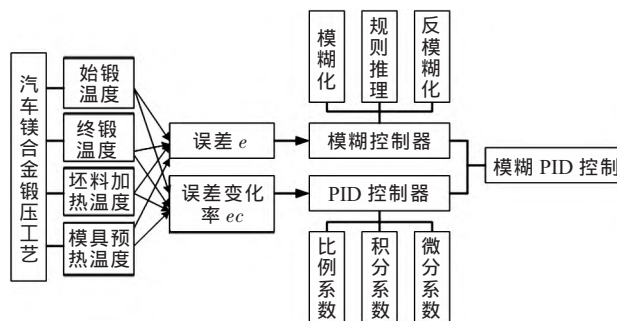 汽车镁合金锻压工艺
始锻
温度
终锻
温度
坯料加
热温度
模具预
热温度
误差 e
误差变化
率 ec
模糊化
规则推理
反模糊化
模糊控制器
PID 控制器
比例系数
积分系数
微分系数
模糊 PID 控制